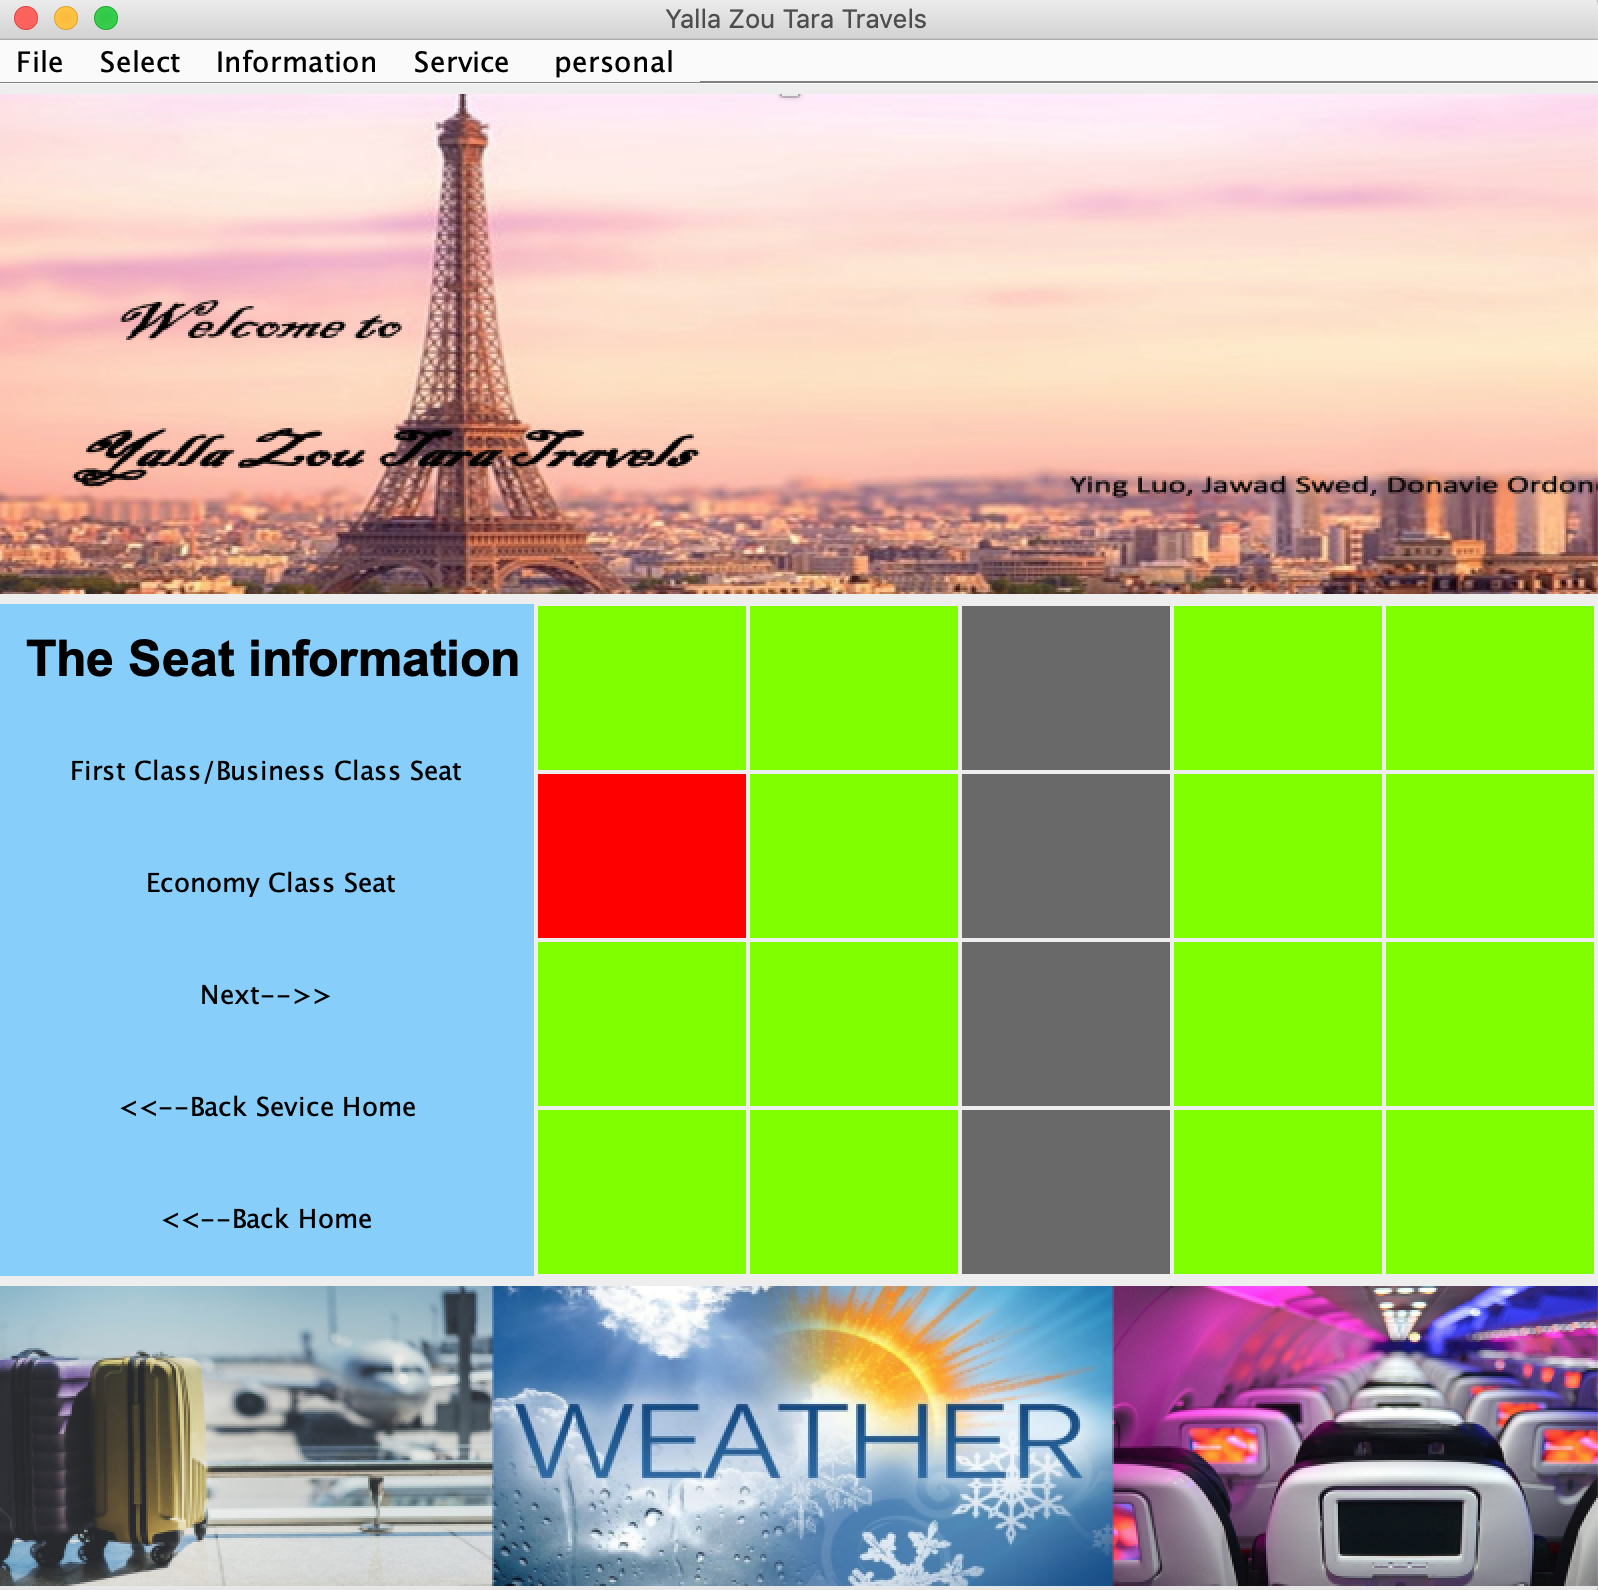 Yalla Zou Tara Travels
File Select Information Service personal
Welcome to
Yalla Zou Tara Travels
Ying Luo, Jawad Swed, Donavie
The Seat information
First Class/Business Class Seat
Economy Class Seat
Next-->>
<<--Back Sevice Home
<<--Back Home
WEATHER